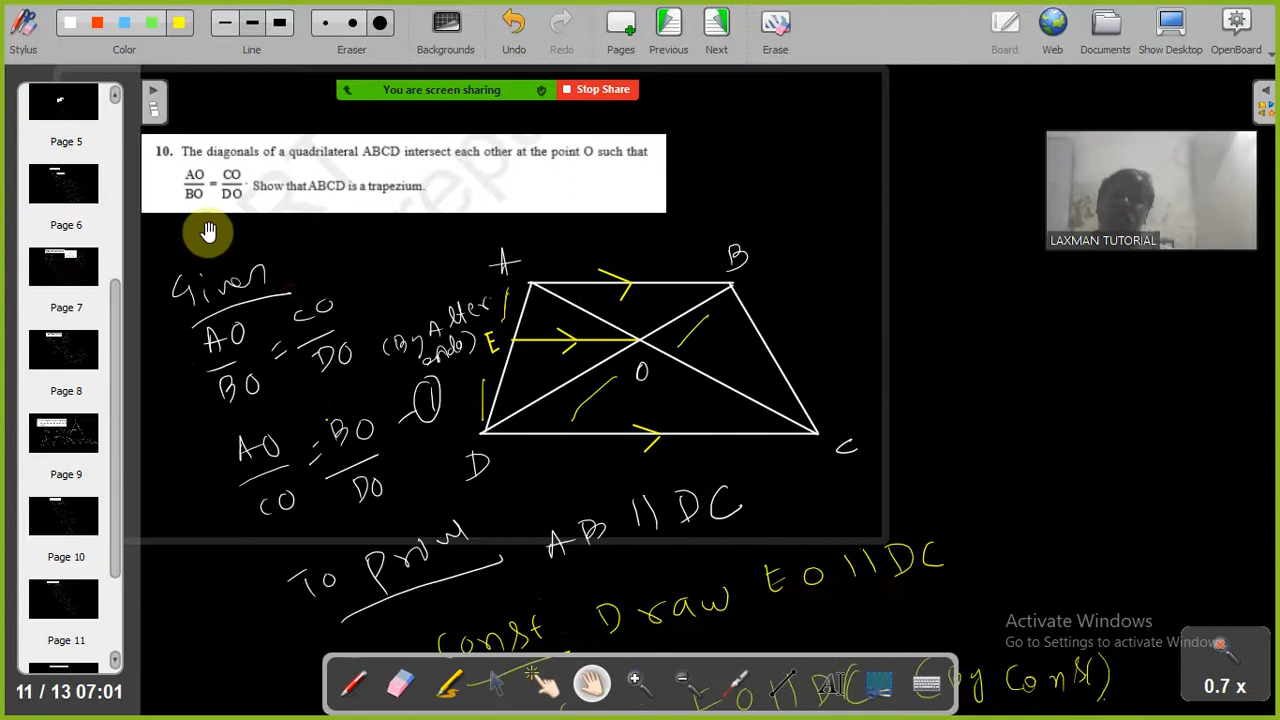 Stylus
Color
Line
Eraser
Backgrounds
Undo
Redo
Pages
Previous
Next
Erase
Board
Web
Documents
Show Desktop
OpenBoard
You are screen sharing
Stop Share
Page 5
Page 6
Page 7
Page 8
Page 9
Page 10
Page 11
10. The diagonals of a quadrilateral ABCD intersect each other at the point O such that
AO/BO = CO/DO. Show that ABCD is a trapezium.
LAXMAN TUTORIAL
Given
AO/BO = CO/DO
(By Alter
endo)
AO/CO = BO/DO - 1
A
B
E
O
D
C
To Prove AB || DC
Const Draw EO || DC
EO || DC (by Const)
Activate Windows
Go to Settings to activate Windows.
11 / 13 07:01
0.7 x